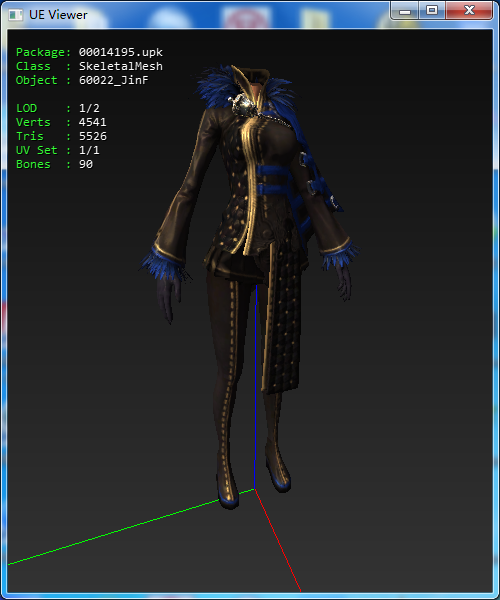 UE Viewer
Package: 00014195.upk
Class : SkeletalMesh
Object : 60022_JinF
LOD : 1/2
Verts : 4541
Tris : 5526
UV Set : 1/1
Bones : 90